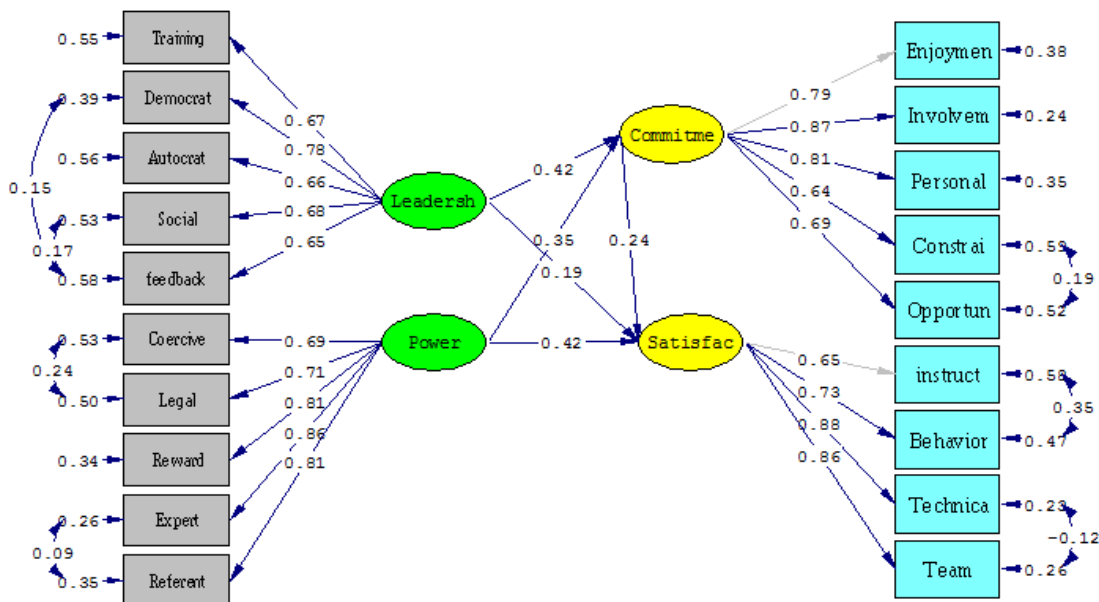 0.55 Training
0.39 Democrat
0.56 Autocrat
0.15
0.53 Social
0.17
0.58 feedback
0.53 Coercive
0.24
0.50 Legal
0.34 Reward
0.26 Expert
0.09
0.35 Referent
0.67
0.78
0.66
0.68
0.65
Leadersh
0.69
0.71
0.81
0.86
0.81
Power
0.42
0.35
0.19
0.24
0.42
Commitme
Satisfac
0.79
0.87
0.81
0.64
0.69
0.65
0.73
0.88
0.86
Enjoymen 0.38
Involvem 0.24
Personal 0.35
Constrai 0.59
0.19
Opportun 0.52
instruct 0.58
0.35
Behavior 0.47
Technica 0.23
-0.12
Team 0.26